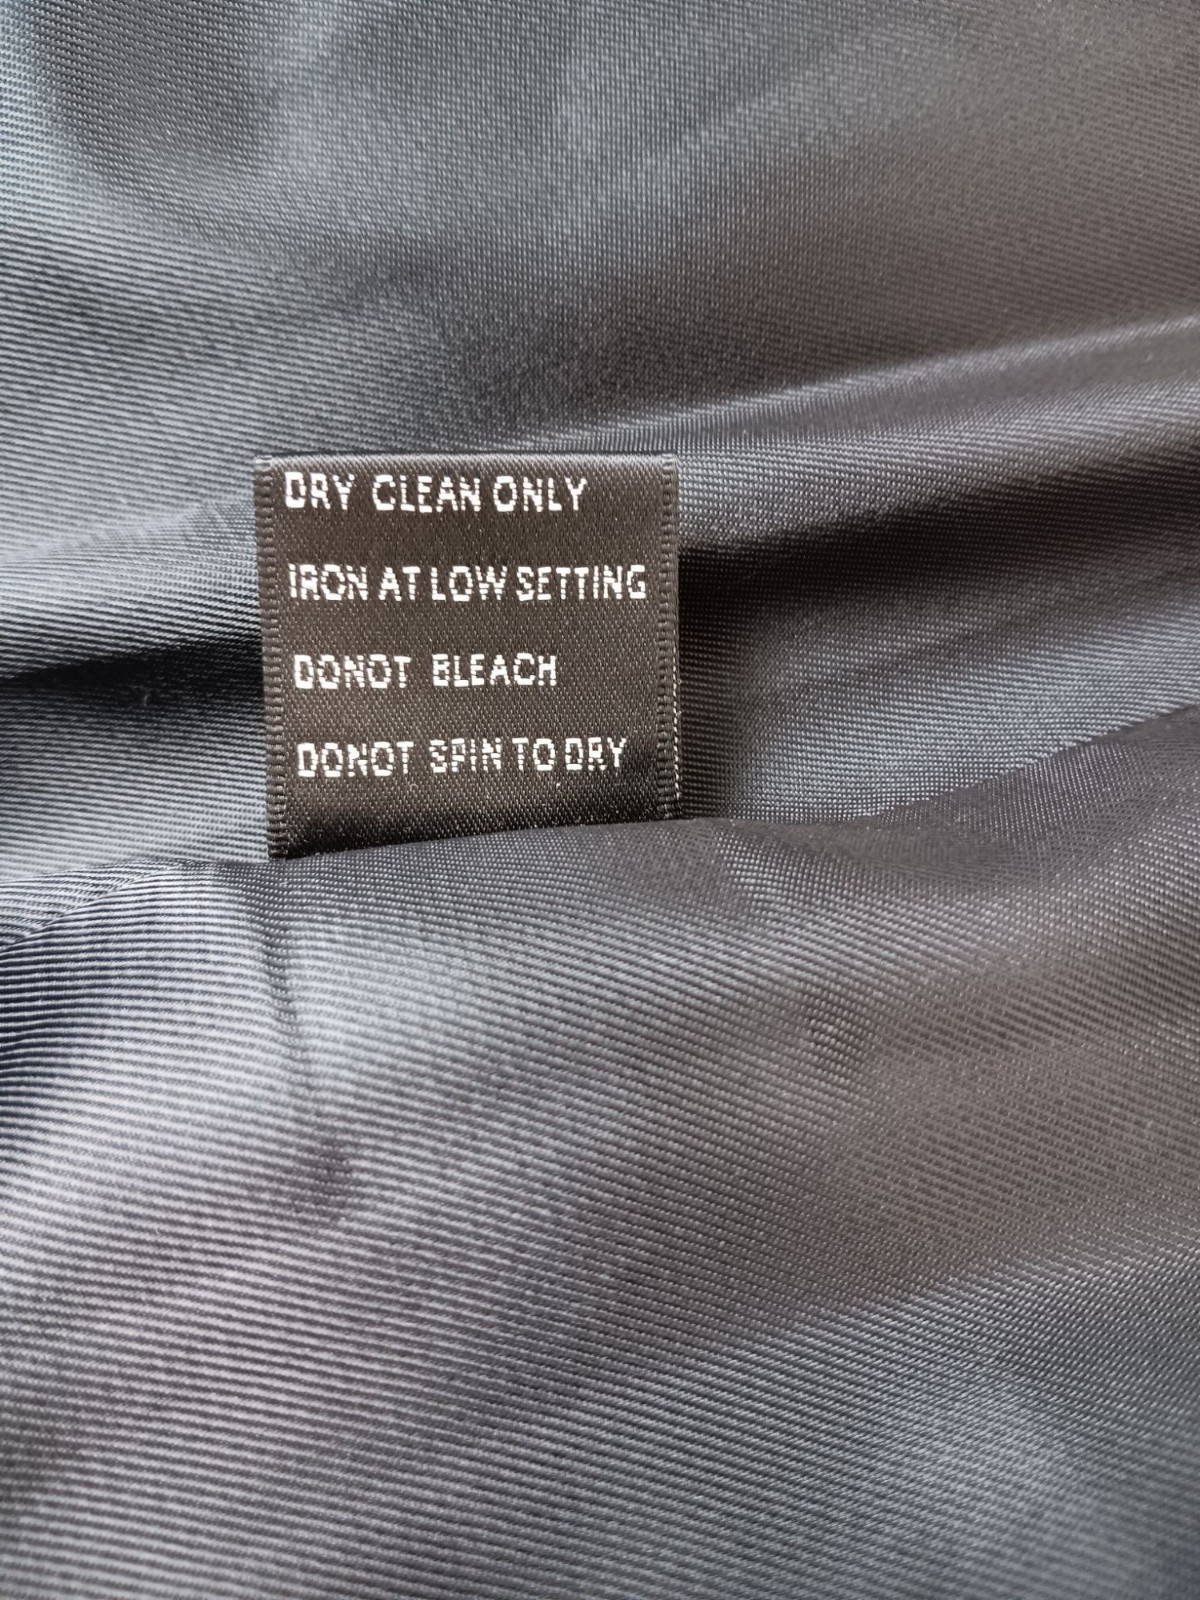 DRY CLEAN ONLY
IRON AT LOW SETTING
DONOT BLEACH
DONOT SPIN TO DRY